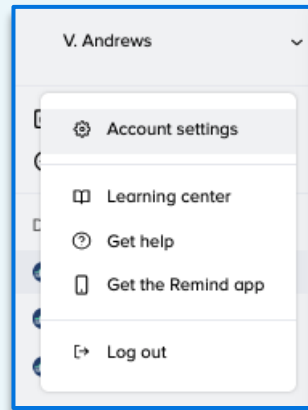 V. Andrews
Account settings
Learning center
Get help
Get the Remind app
Log out